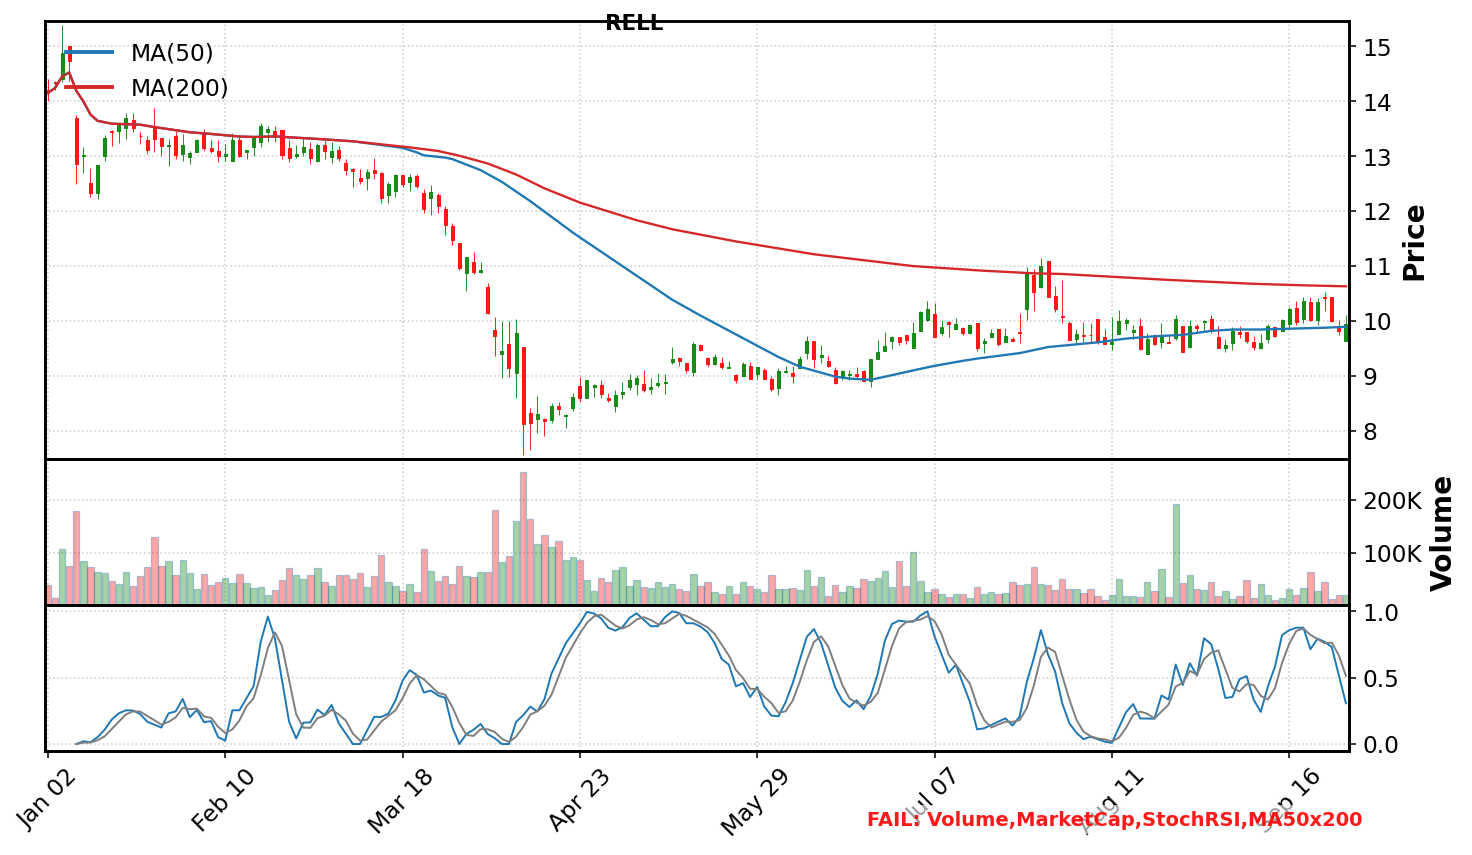 RELL
MA(50)
MA(200)
15
14
13
12
11
10
9
8
Price
200K
100K
Volume
1.0
0.5
0.0
Jan 02
Feb 10
Mar 18
Apr 23
May 29
Jul 07
Aug 11
Sep 16
FAIL: Volume,MarketCap,StochRSI,MA50x200